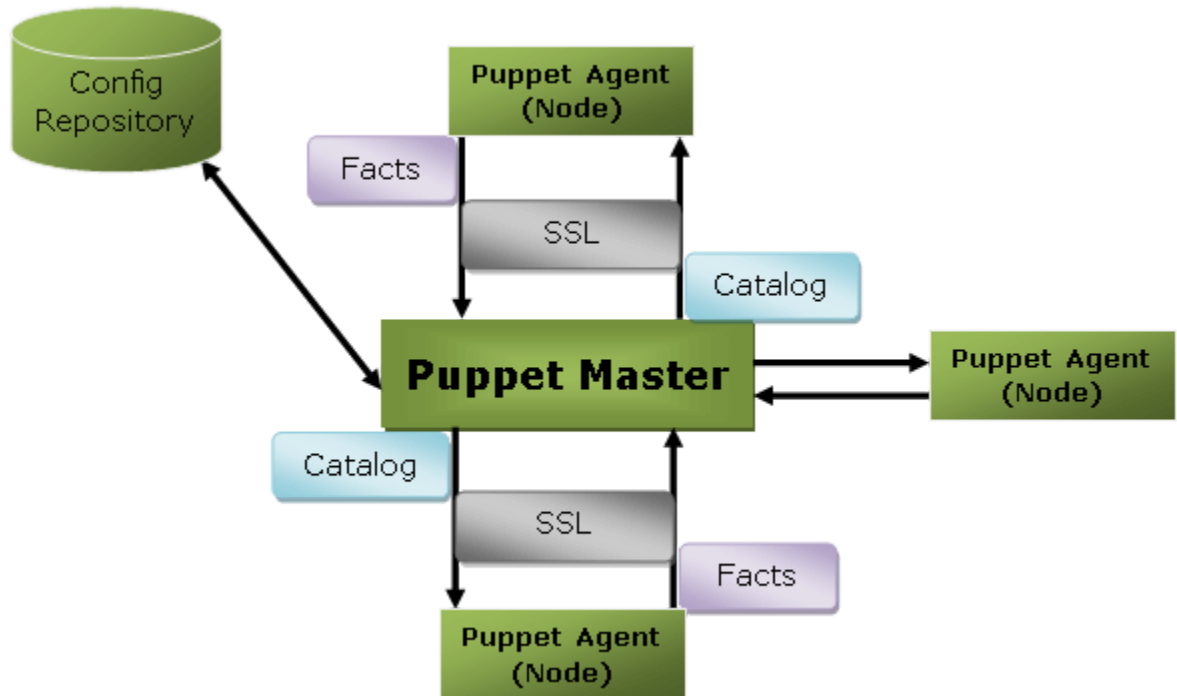 Config
Repository
Puppet Agent
(Node)
Facts
SSL
Catalog
Puppet Master
Puppet Agent
(Node)
Catalog
SSL
Facts
Puppet Agent
(Node)